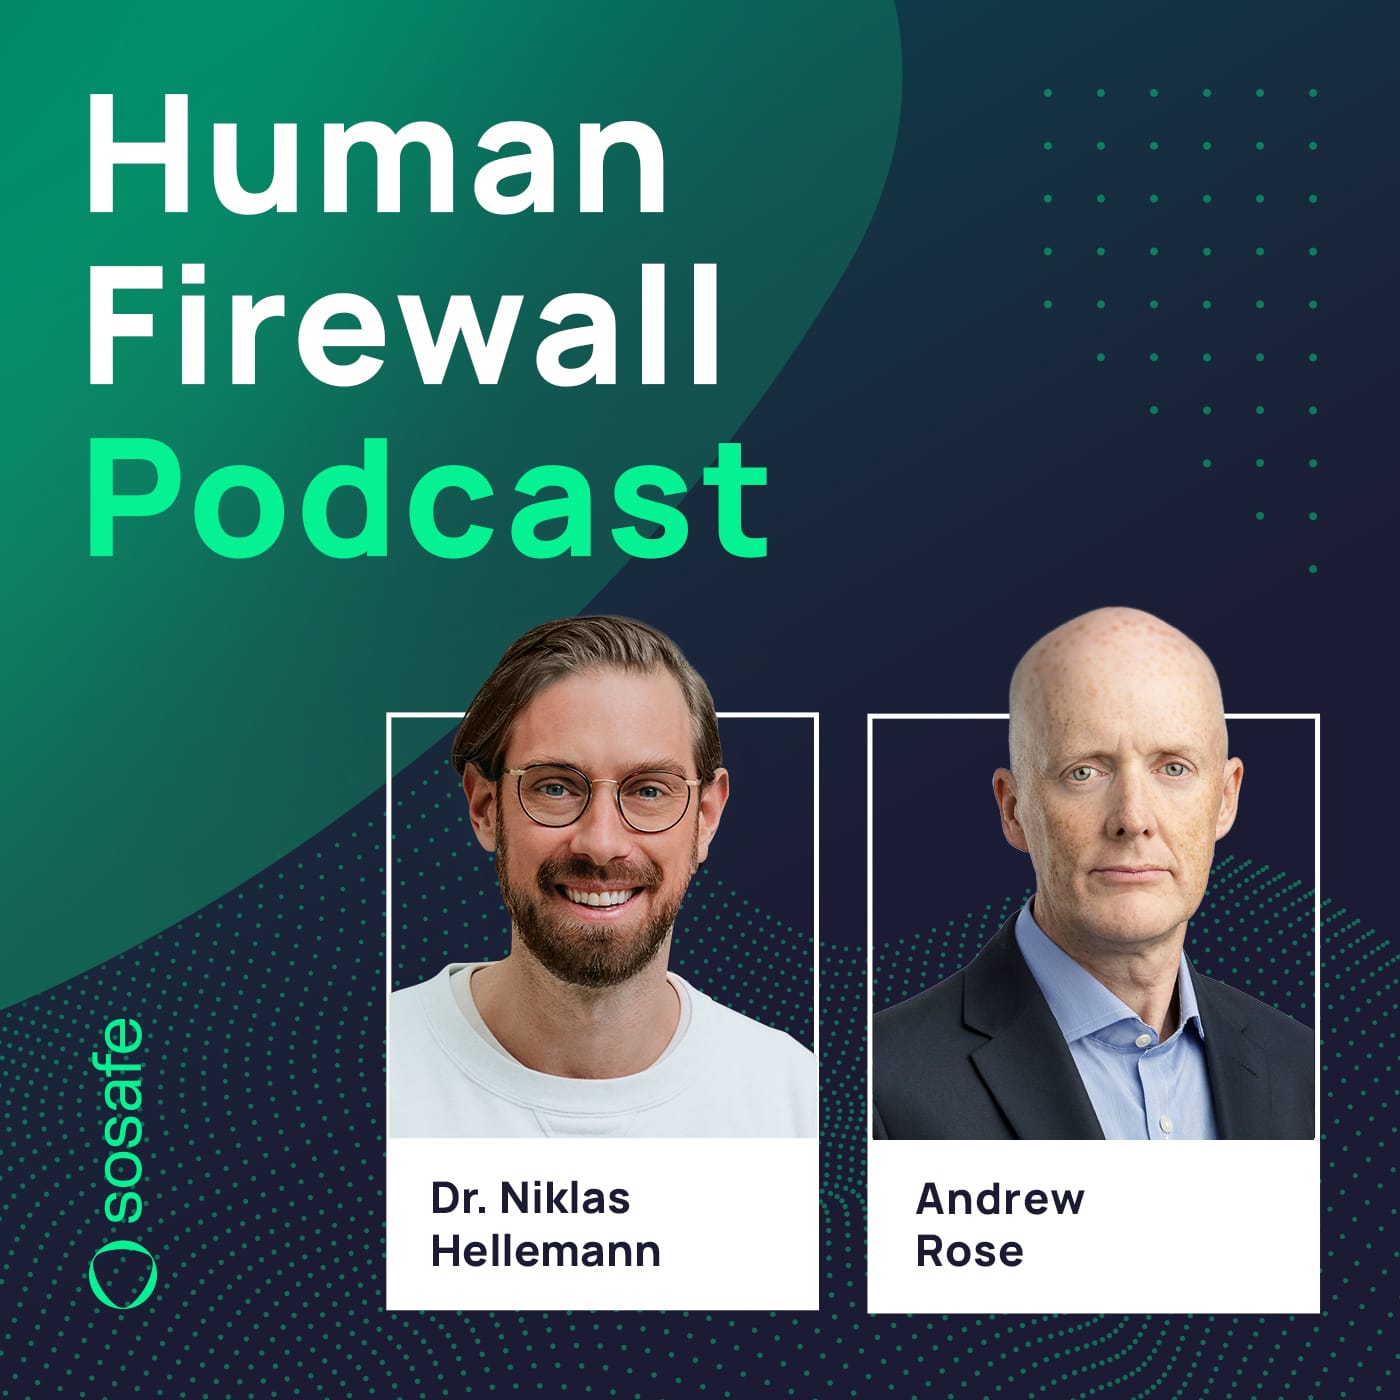 Human
Firewall
Podcast
sosafe
Dr. Niklas
Hellemann
Andrew
Rose